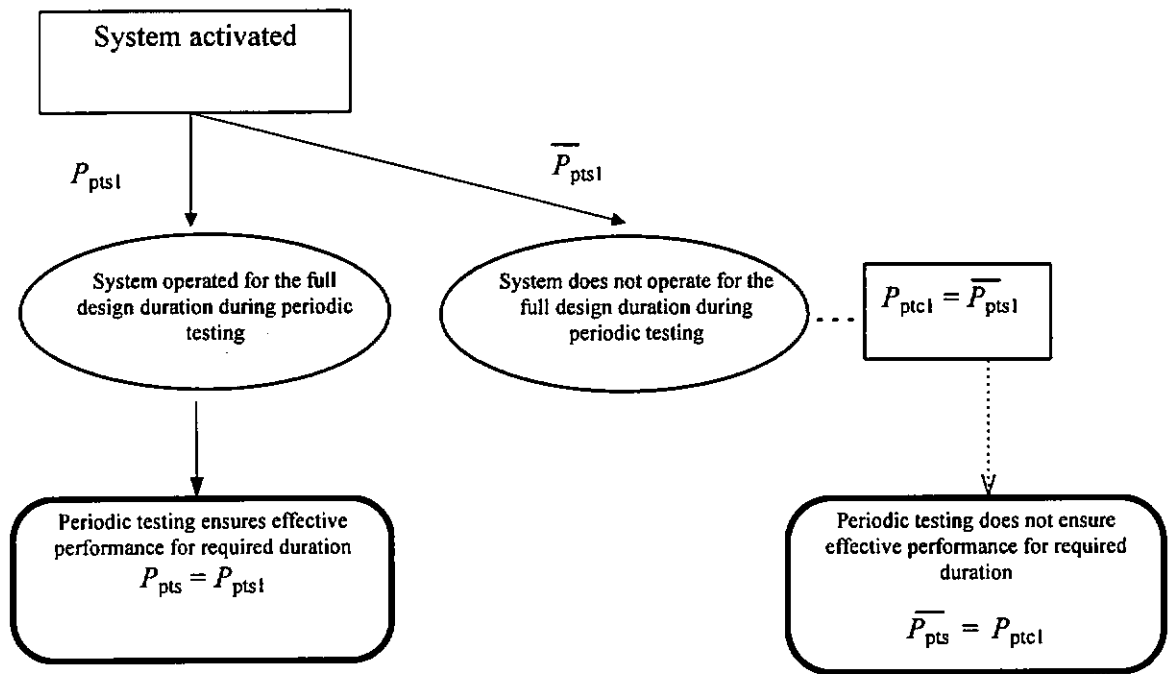 System activated
P_pts1
P̅_pts1
System operated for the full
design duration during periodic
testing
System does not operate for the
full design duration during
periodic testing
P_ptc1 = P̅_pts1
Periodic testing ensures effective
performance for required duration
P_pts = P_pts1
Periodic testing does not ensure
effective performance for required
duration
P̅_pts = P_ptc1